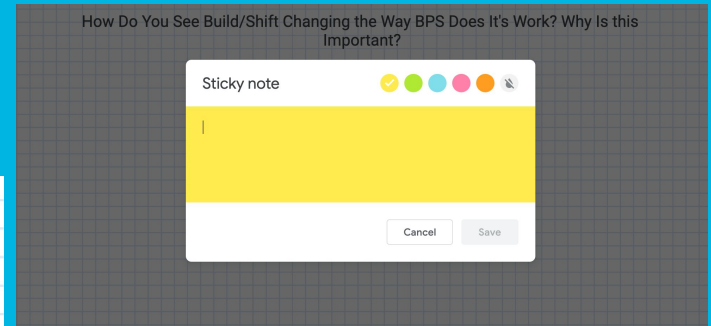 How Do You See Build/Shift Changing the Way BPS Does It's Work? Why Is this
Important?
Sticky note
Cancel
Save